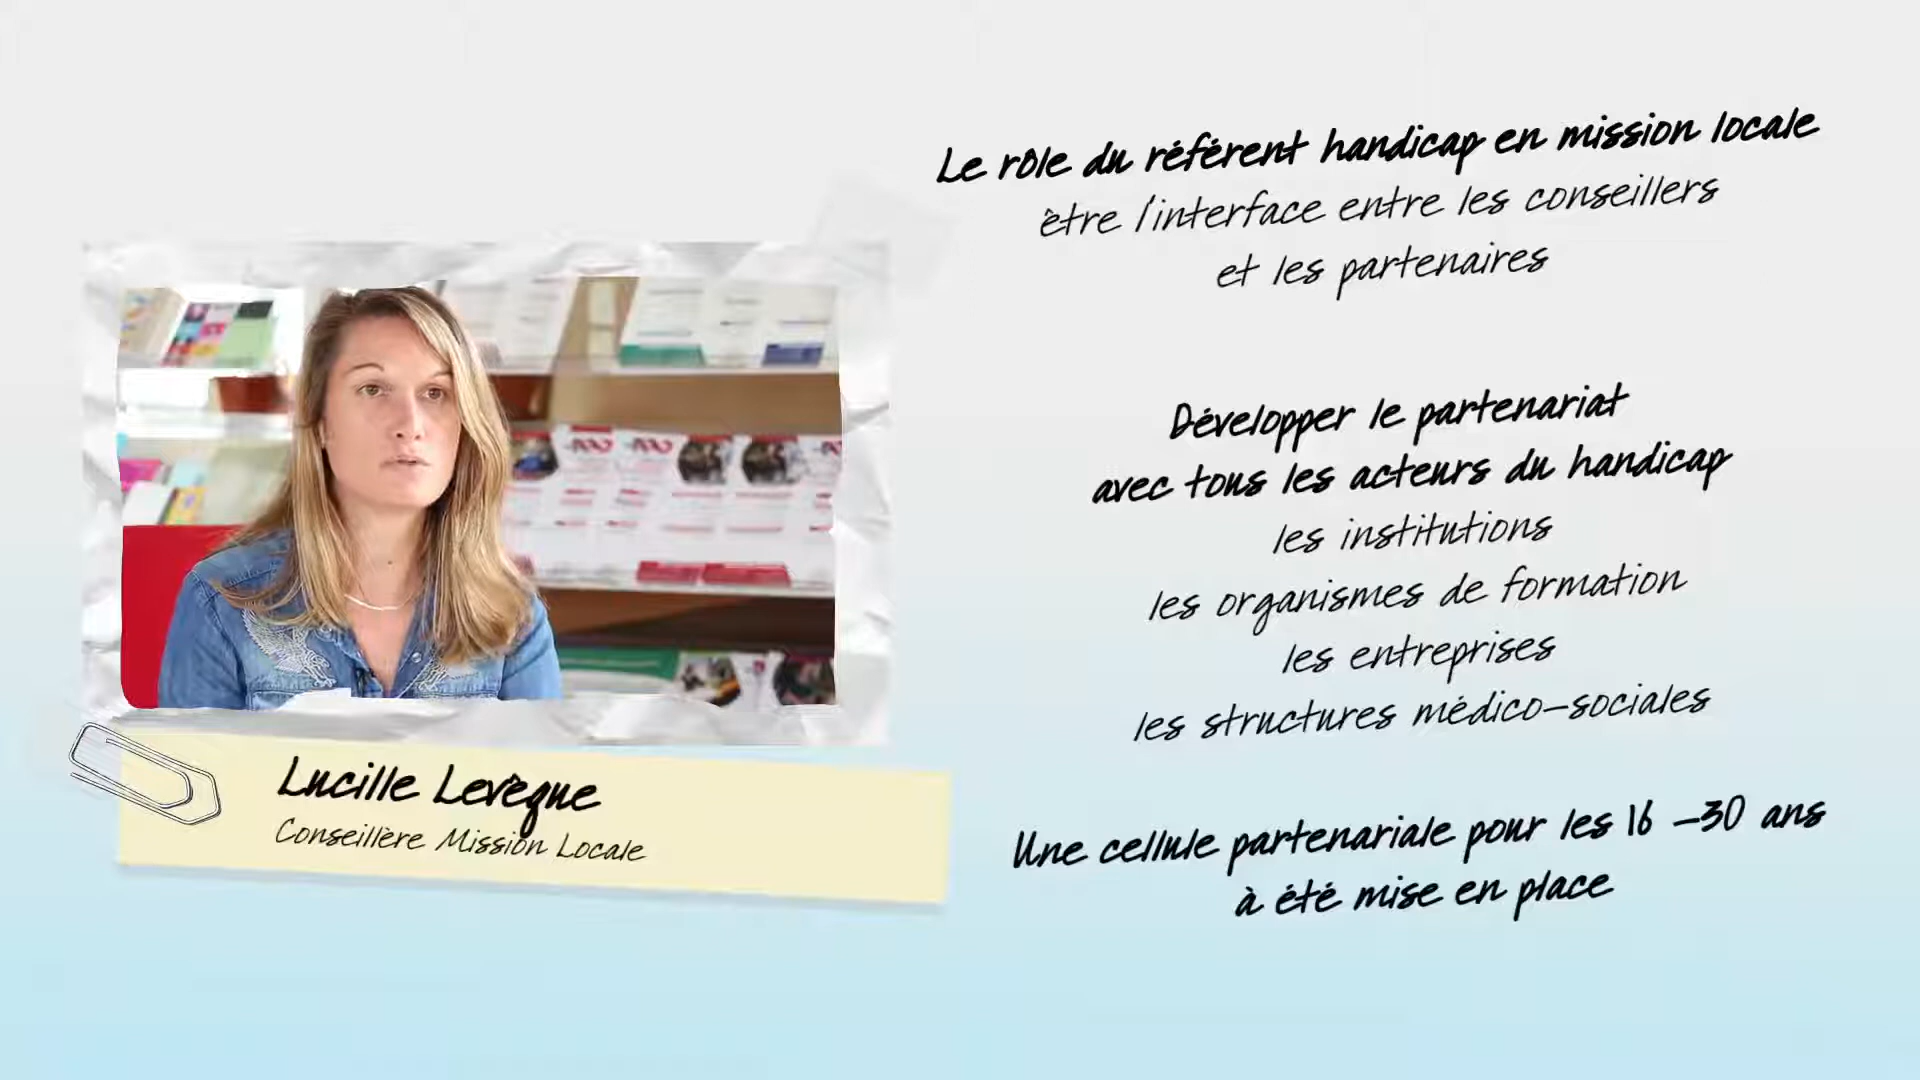 Le rôle du référent handicap en mission locale
être l'interface entre les conseillers
et les partenaires
Développer le partenariat
avec tous les acteurs du handicap
les institutions
les organismes de formation
les entreprises
les structures médico-sociales
Une cellule partenariale pour les 16 -30 ans
à été mise en place
Lucille Levêque
Conseillère Mission Locale